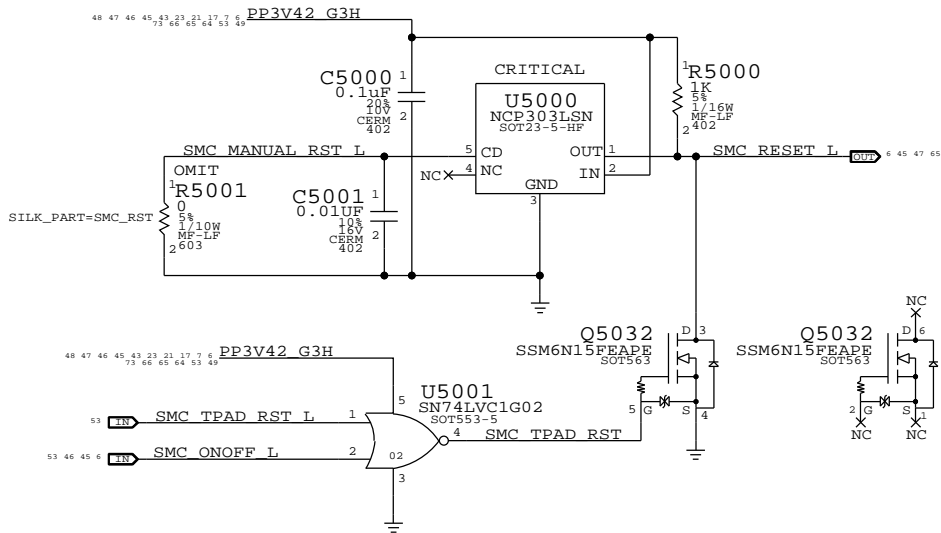 48 47 46 45 43 23 21 17 7 6
73 66 65 64 53 49
PP3V42_G3H
C5000
0.1uF
20%
10V
CERM
402
1
2
CRITICAL
U5000
NCP303LSN
SOT23-5-HF
5
CD
4
NC
NC
OUT
1
IN
2
GND
3
1
R5000
1K
5%
1/16W
MF-LF
402
2
SMC_RESET_L
OUT
6 45 47 65
SMC_MANUAL_RST_L
OMIT
1
R5001
0
5%
1/10W
MF-LF
603
2
SILK_PART=SMC_RST
C5001
0.01UF
10%
16V
CERM
402
1
2
48 47 46 45 43 23 21 17 7 6
73 66 65 64 53 49
PP3V42_G3H
U5001
SN74LVC1G02
SOT553-5
5
53
IN
SMC_TPAD_RST_L
1
53 46 45 6
IN
SMC_ONOFF_L
2
02
3
4
SMC_TPAD_RST
Q5032
SSM6N15FEAPE
SOT563
D
3
5
G
S
4
Q5032
SSM6N15FEAPE
SOT563
NC
D
6
2
G
S
1
NC
NC